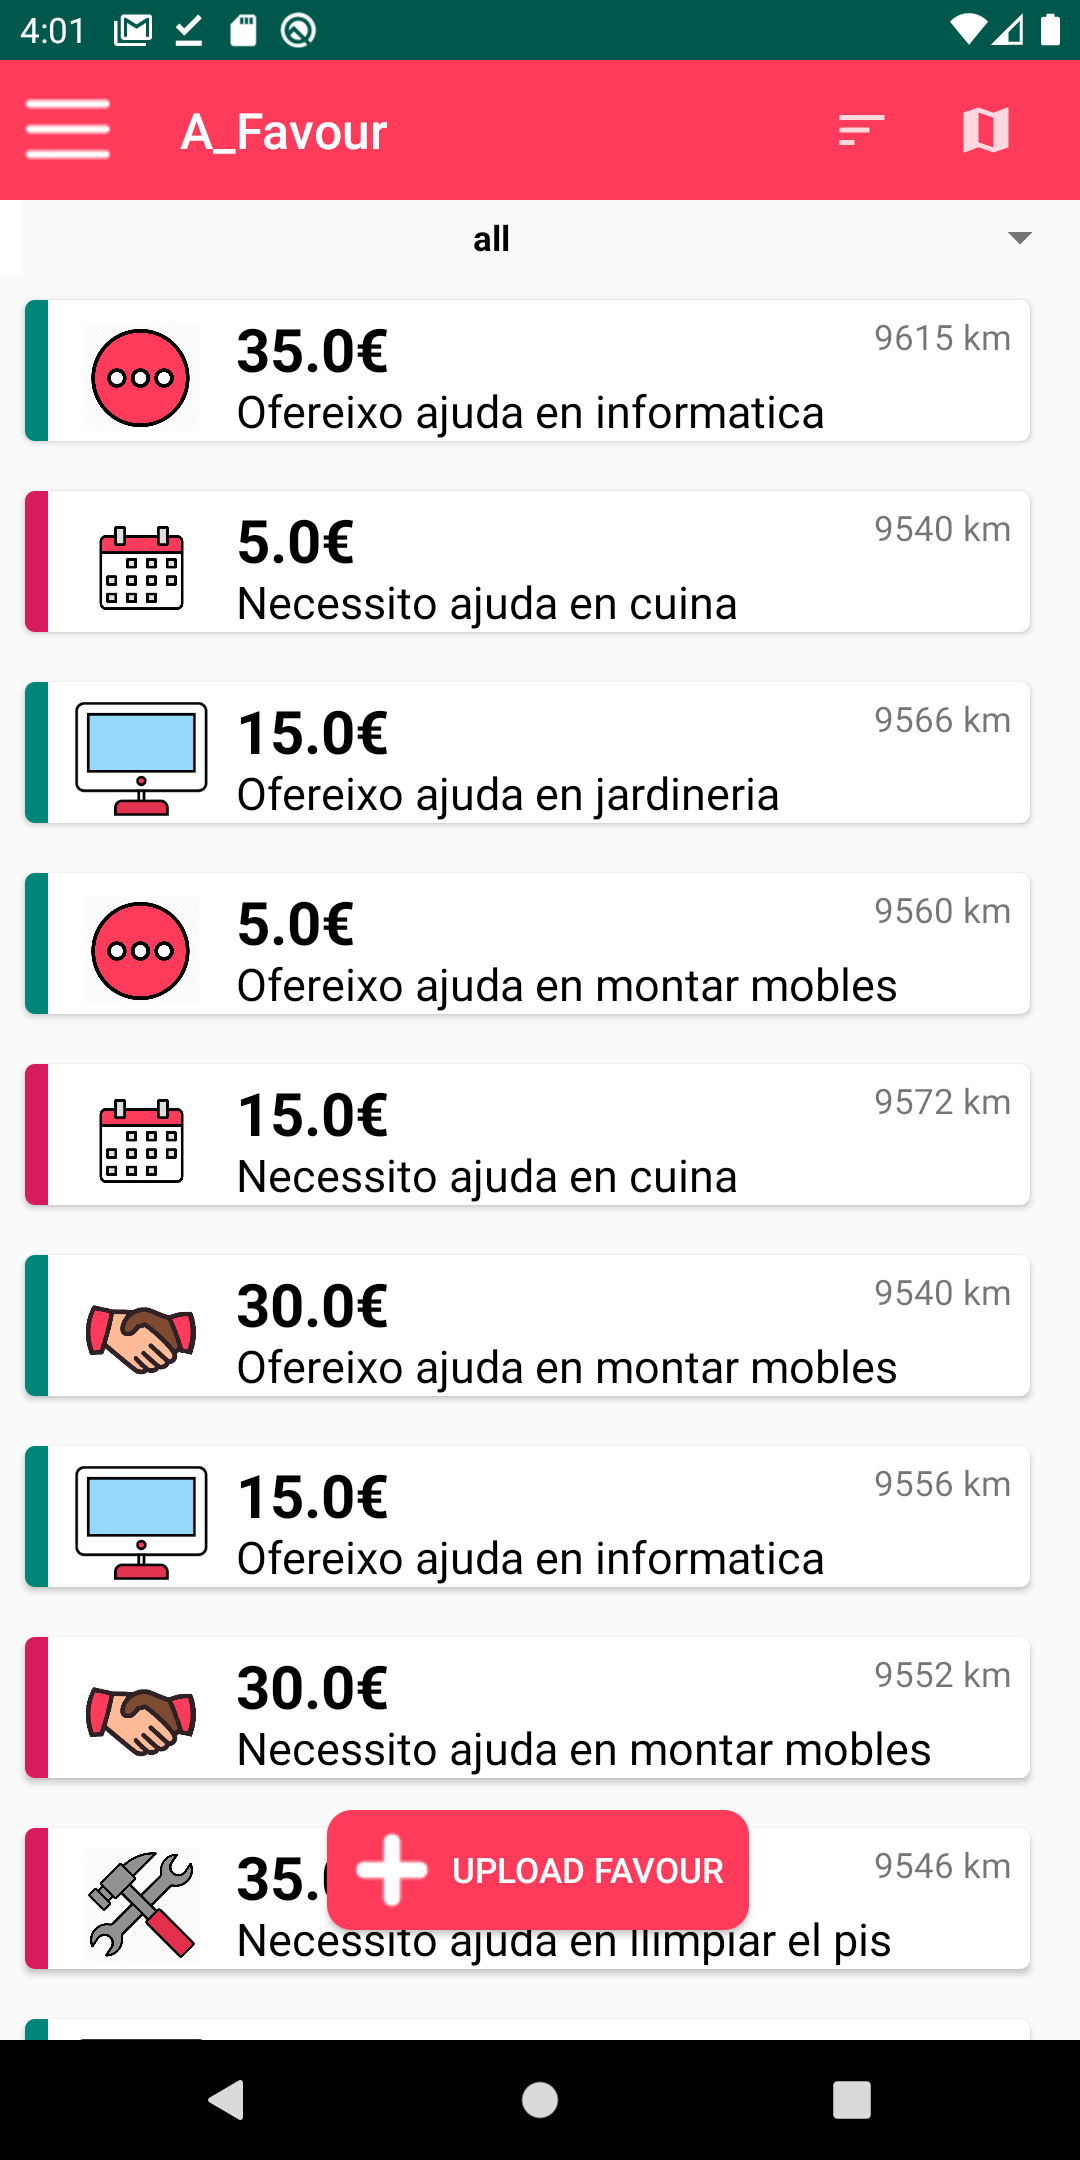 4:01
A_Favour
all
35.0€
9615 km
Ofereixo ajuda en informatica
5.0€
9540 km
Necessito ajuda en cuina
15.0€
9566 km
Ofereixo ajuda en jardineria
5.0€
9560 km
Ofereixo ajuda en montar mobles
15.0€
9572 km
Necessito ajuda en cuina
30.0€
9540 km
Ofereixo ajuda en montar mobles
15.0€
9556 km
Ofereixo ajuda en informatica
30.0€
9552 km
Necessito ajuda en montar mobles
35.
9546 km
UPLOAD FAVOUR
Necessito ajuda en llimpiar el pis